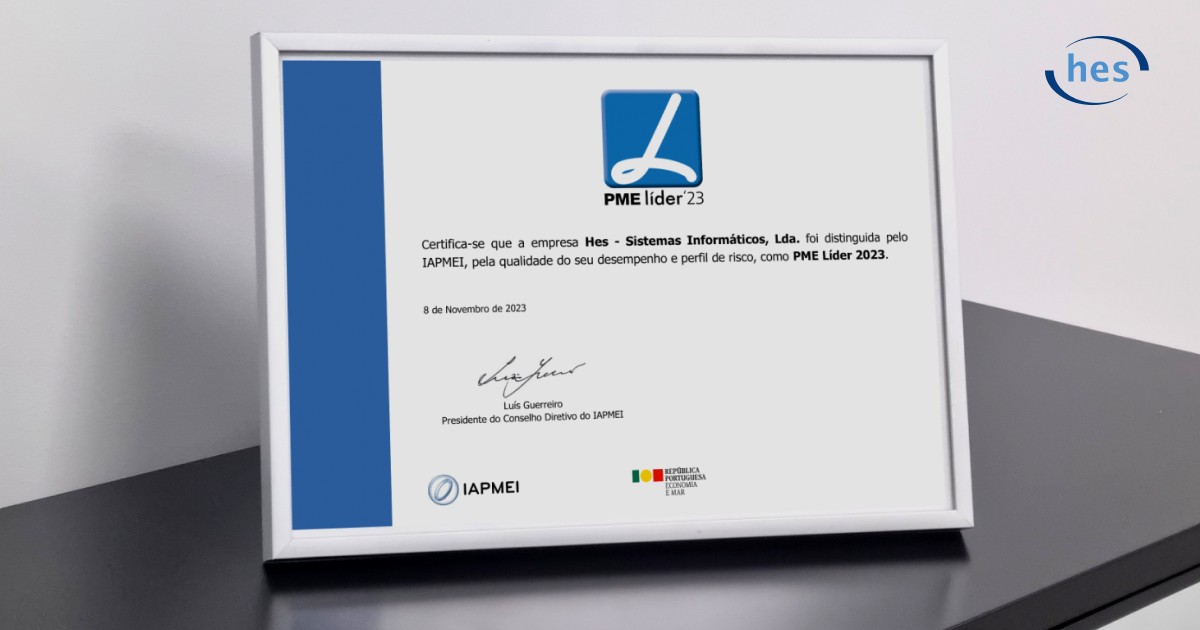 hes
PME líder'23
Certifica-se que a empresa Hes - Sistemas Informáticos, Lda. foi distinguida pelo
IAPMEI, pela qualidade do seu desempenho e perfil de risco, como PME Líder 2023.
8 de Novembro de 2023
Luís Guerreiro
Presidente do Conselho Diretivo do IAPMEI
IAPMEI
REPÚBLICA
PORTUGUESA
ECONOMIA
E MAR